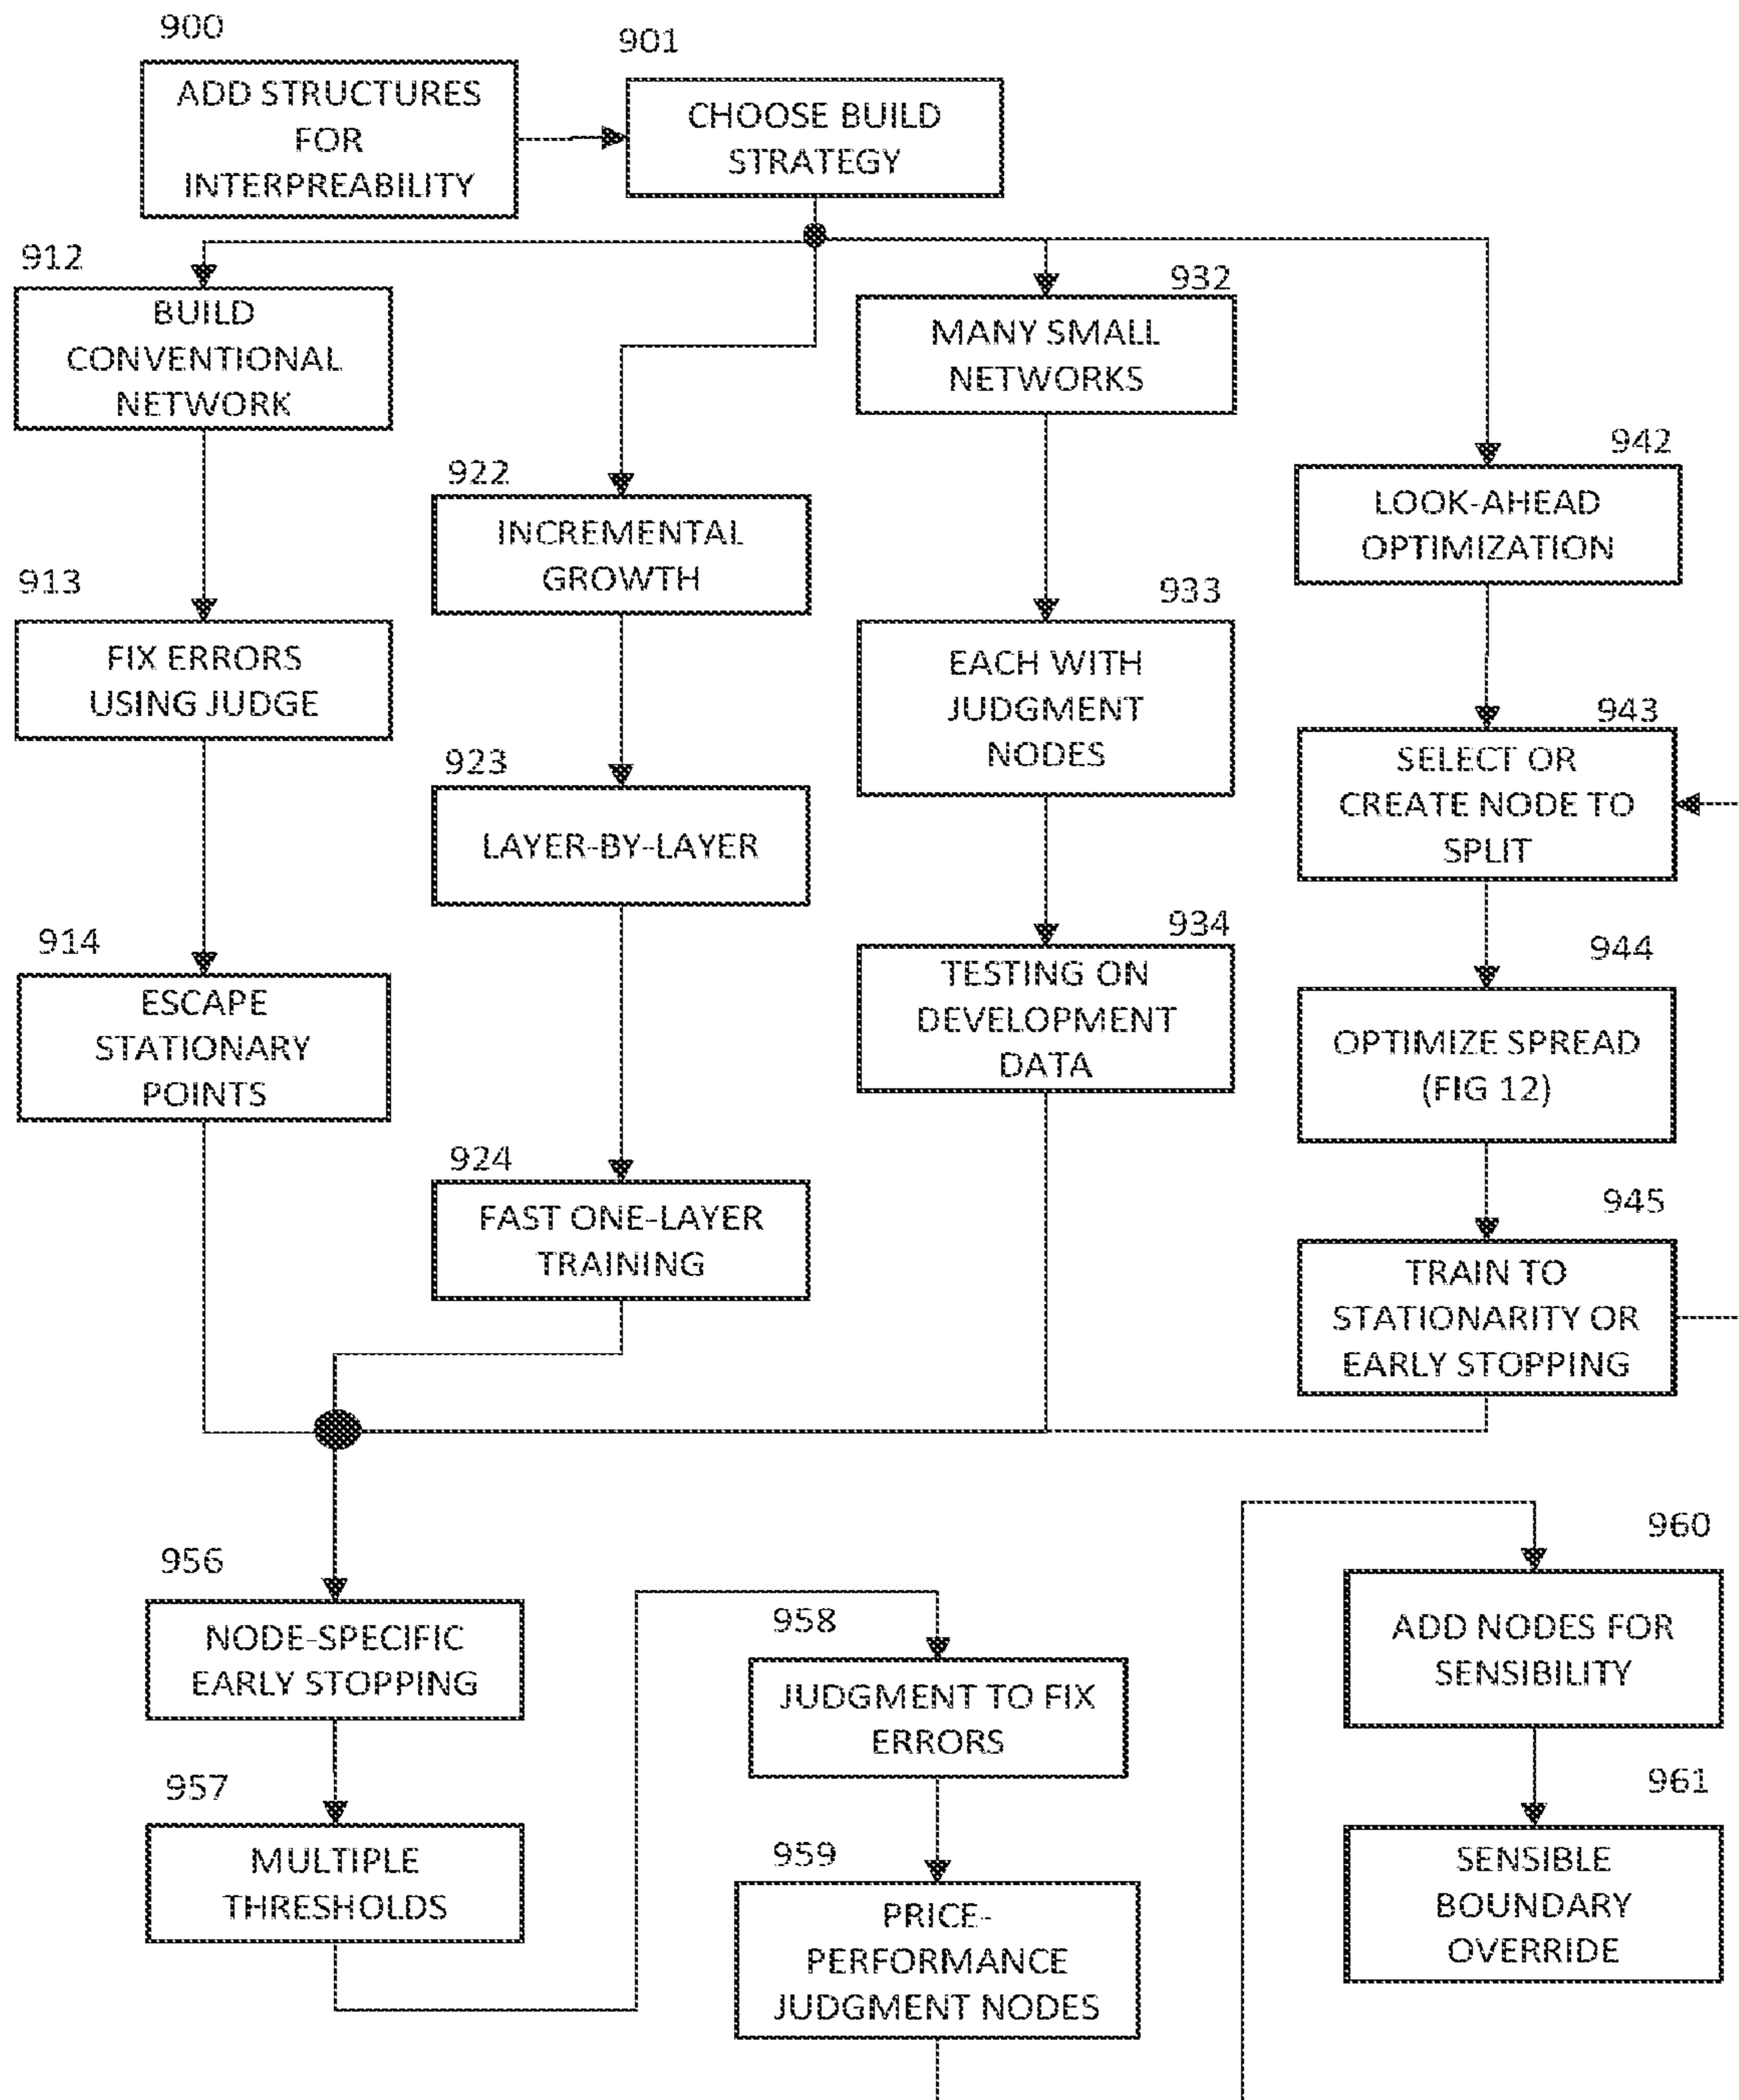 900
ADD STRUCTURES
FOR
INTERPREABILITY
901
CHOOSE BUILD
STRATEGY
912
BUILD
CONVENTIONAL
NETWORK
913
FIX ERRORS
USING JUDGE
914
ESCAPE
STATIONARY
POINTS
922
INCREMENTAL
GROWTH
923
LAYER-BY-LAYER
924
FAST ONE-LAYER
TRAINING
932
MANY SMALL
NETWORKS
933
EACH WITH
JUDGMENT
NODES
934
TESTING ON
DEVELOPMENT
DATA
942
LOOK-AHEAD
OPTIMIZATION
943
SELECT OR
CREATE NODE TO
SPLIT
944
OPTIMIZE SPREAD
(FIG 12)
945
TRAIN TO
STATIONARITY OR
EARLY STOPPING
956
NODE-SPECIFIC
EARLY STOPPING
957
MULTIPLE
THRESHOLDS
958
JUDGMENT TO FIX
ERRORS
959
PRICE-
PERFORMANCE
JUDGMENT NODES
960
ADD NODES FOR
SENSIBILITY
961
SENSIBLE
BOUNDARY
OVERRIDE